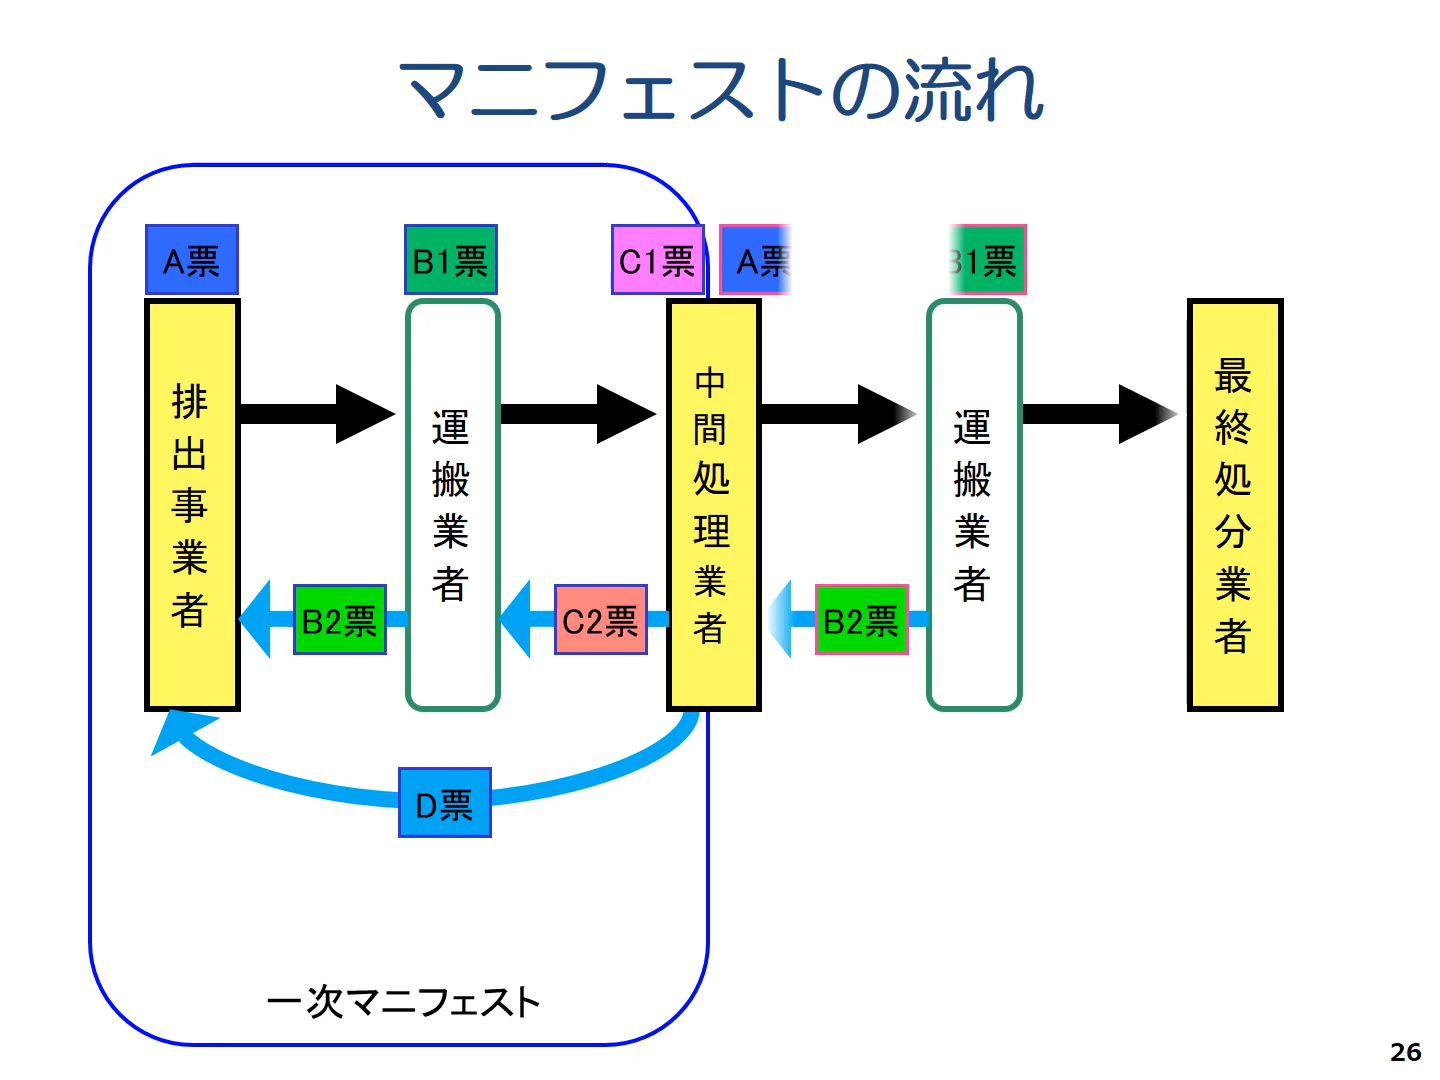 マニフェストの流れ
A票
B1票
C1票
A票
B1票
排出事業者
運搬業者
中間処理業者
運搬業者
最終処分業者
B2票
C2票
B2票
D票
一次マニフェスト
26